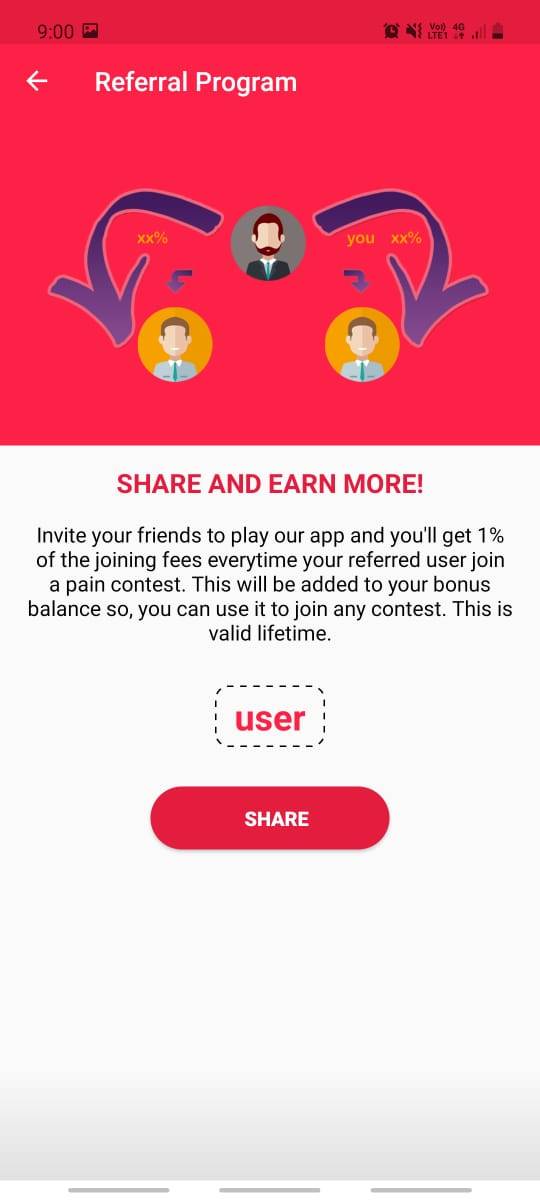 9:00 Vo) 4G
LTE1
Referral Program
xx% you xx%
SHARE AND EARN MORE!
Invite your friends to play our app and you'll get 1%
of the joining fees everytime your referred user join
a pain contest. This will be added to your bonus
balance so, you can use it to join any contest. This is
valid lifetime.
user
SHARE